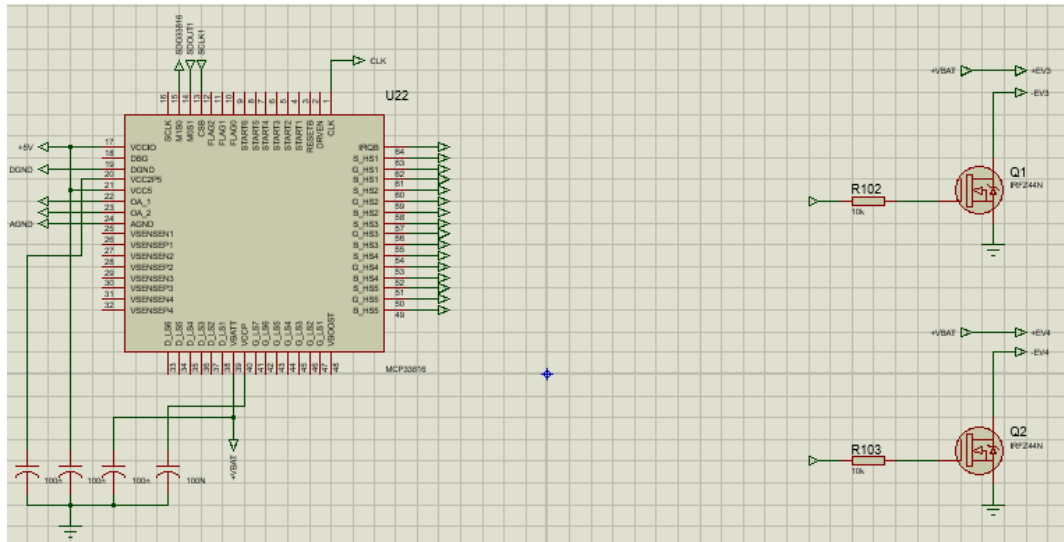 SDO33816
SDOUT1
SCLK1
CLK
U22
16
15
14
13
12
11
10
9
8
7
6
5
4
3
2
1
SCLK
M1S0
M0S1
CSB
FLAG2
FLAG1
FLAG0
START6
START5
START4
START3
START2
START1
RESETB
DRVEN
CLK
+5V
17
VCCIO
18
DBG
DGND
19
DGND
20
VCC2P5
21
VCC5
22
OA_1
23
OA_2
AGND
24
AGND
25
VSENSEN1
26
VSENSEP1
27
VSENSEN2
28
VSENSEP2
29
VSENSEN3
30
VSENSEP3
31
VSENSEN4
32
VSENSEP4
IRQB
64
S_HS1
63
G_HS1
62
B_HS1
61
S_HS2
60
G_HS2
59
B_HS2
58
S_HS3
57
G_HS3
56
B_HS3
55
S_HS4
54
G_HS4
53
B_HS4
52
S_HS5
51
G_HS5
50
B_HS5
49
D_LS6
D_LS5
D_LS4
D_LS3
D_LS2
D_LS1
VBATT
VCCP
G_LS7
G_LS6
G_LS5
G_LS4
G_LS3
G_LS2
G_LS1
VBOOST
33
34
35
36
37
38
39
40
41
42
43
44
45
46
47
48
MCP33816
+VBAT
100n
100n
100n
100N
+VBAT
+EV3
-EV3
Q1
IRFZ44N
R102
10k
+VBAT
+EV4
-EV4
Q2
IRFZ44N
R103
10k